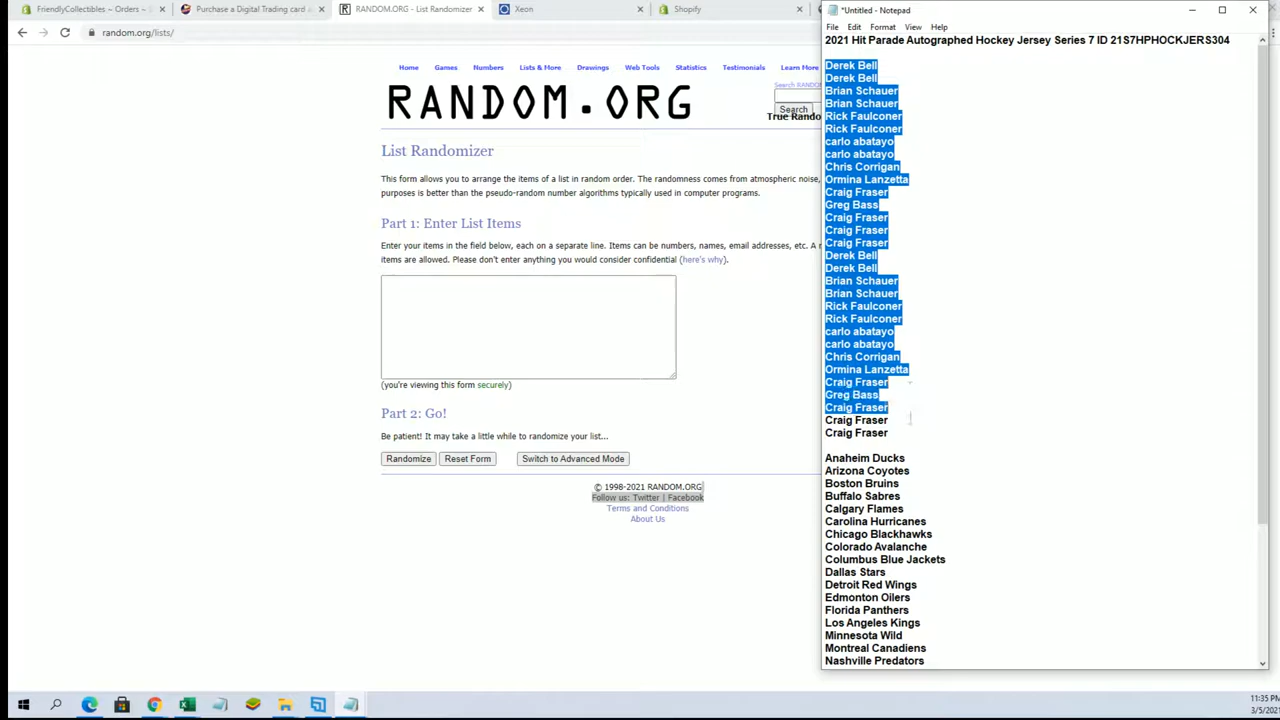 FriendlyCollectibles ~ Orders ~ S
Purchase a Digital Trading card a
RANDOM.ORG - List Randomizer
Xeon
Shopify
random.org/lists/
Home Games Numbers Lists & More Drawings Web Tools Statistics Testimonials Learn More
RANDOM.ORG
Search RANDO
Search
True Rando
List Randomizer
This form allows you to arrange the items of a list in random order. The randomness comes from atmospheric noise,
purposes is better than the pseudo-random number algorithms typically used in computer programs.
Part 1: Enter List Items
Enter your items in the field below, each on a separate line. Items can be numbers, names, email addresses, etc. A m
items are allowed. Please don't enter anything you would consider confidential (here's why).
(you're viewing this form securely)
Part 2: Go!
Be patient! It may take a little while to randomize your list...
Randomize Reset Form Switch to Advanced Mode
© 1998-2021 RANDOM.ORG
Follow us: Twitter | Facebook
Terms and Conditions
About Us
*Untitled - Notepad
File Edit Format View Help
2021 Hit Parade Autographed Hockey Jersey Series 7 ID 21S7HPHOCKJERS304
Derek Bell
Derek Bell
Brian Schauer
Brian Schauer
Rick Faulconer
Rick Faulconer
carlo abatayo
carlo abatayo
Chris Corrigan
Ormina Lanzetta
Craig Fraser
Greg Bass
Craig Fraser
Craig Fraser
Craig Fraser
Derek Bell
Derek Bell
Brian Schauer
Brian Schauer
Rick Faulconer
Rick Faulconer
carlo abatayo
carlo abatayo
Chris Corrigan
Ormina Lanzetta
Craig Fraser
Greg Bass
Craig Fraser
Craig Fraser
Craig Fraser
Anaheim Ducks
Arizona Coyotes
Boston Bruins
Buffalo Sabres
Calgary Flames
Carolina Hurricanes
Chicago Blackhawks
Colorado Avalanche
Columbus Blue Jackets
Dallas Stars
Detroit Red Wings
Edmonton Oilers
Florida Panthers
Los Angeles Kings
Minnesota Wild
Montreal Canadiens
Nashville Predators
11:35 PM
3/5/2021